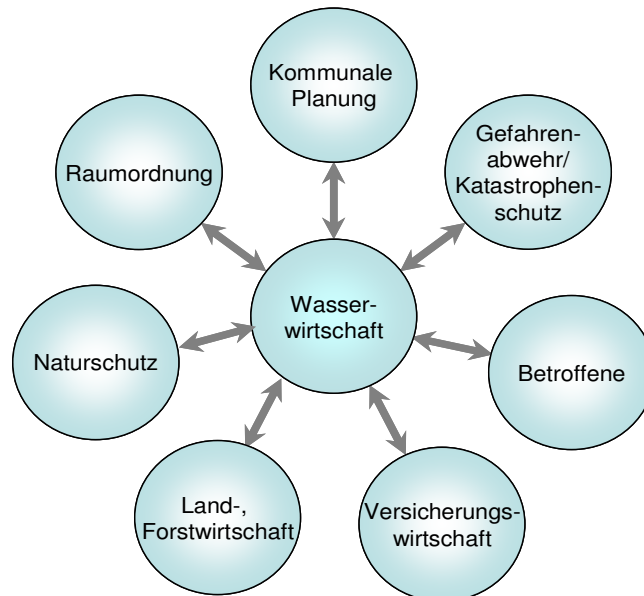 Kommunale
Planung
Gefahren-
abwehr/
Katastrophen-
schutz
Raumordnung
Wasser-
wirtschaft
Naturschutz
Betroffene
Land-,
Forstwirtschaft
Versicherungs-
wirtschaft